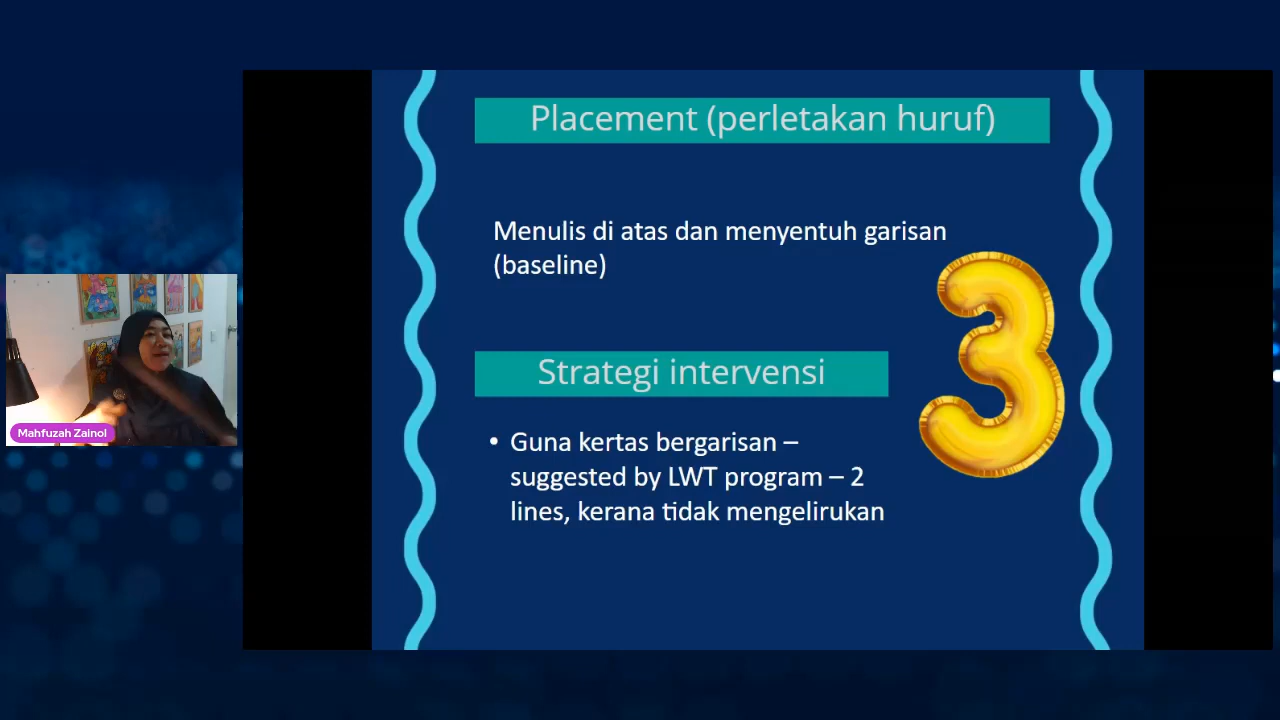 Placement (perletakan huruf)
Menulis di atas dan menyentuh garisan
(baseline)
3
Strategi intervensi
• Guna kertas bergarisan –
suggested by LWT program – 2
lines, kerana tidak mengelirukan
Mahfuzah Zainol